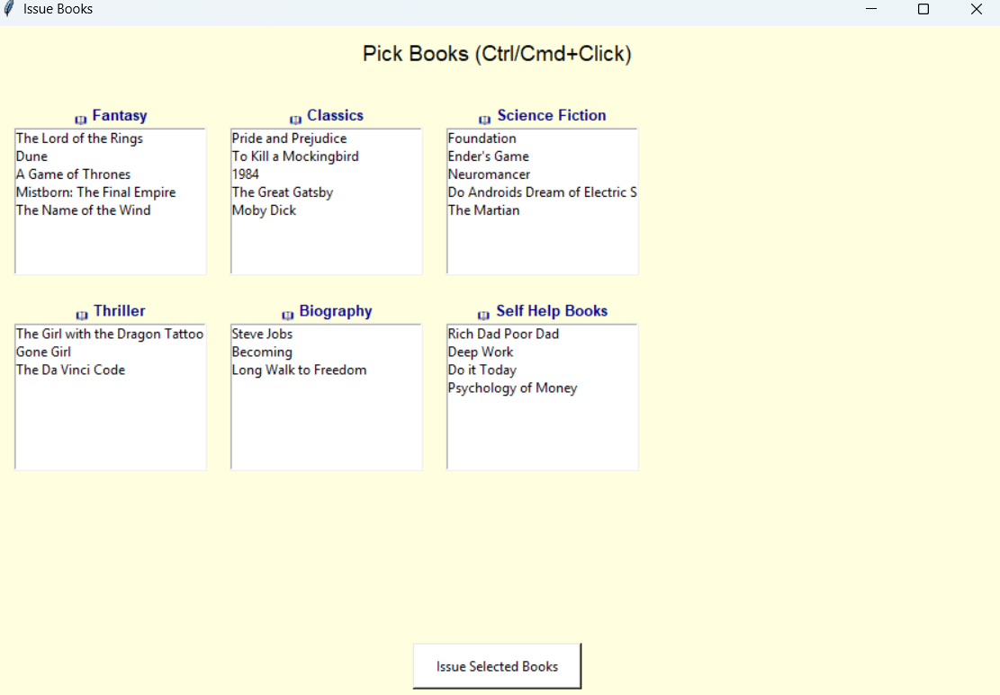 Issue Books
Pick Books (Ctrl/Cmd+Click)
Fantasy
The Lord of the Rings
Dune
A Game of Thrones
Mistborn: The Final Empire
The Name of the Wind
Classics
Pride and Prejudice
To Kill a Mockingbird
1984
The Great Gatsby
Moby Dick
Science Fiction
Foundation
Ender's Game
Neuromancer
Do Androids Dream of Electric S
The Martian
Thriller
The Girl with the Dragon Tattoo
Gone Girl
The Da Vinci Code
Biography
Steve Jobs
Becoming
Long Walk to Freedom
Self Help Books
Rich Dad Poor Dad
Deep Work
Do it Today
Psychology of Money
Issue Selected Books